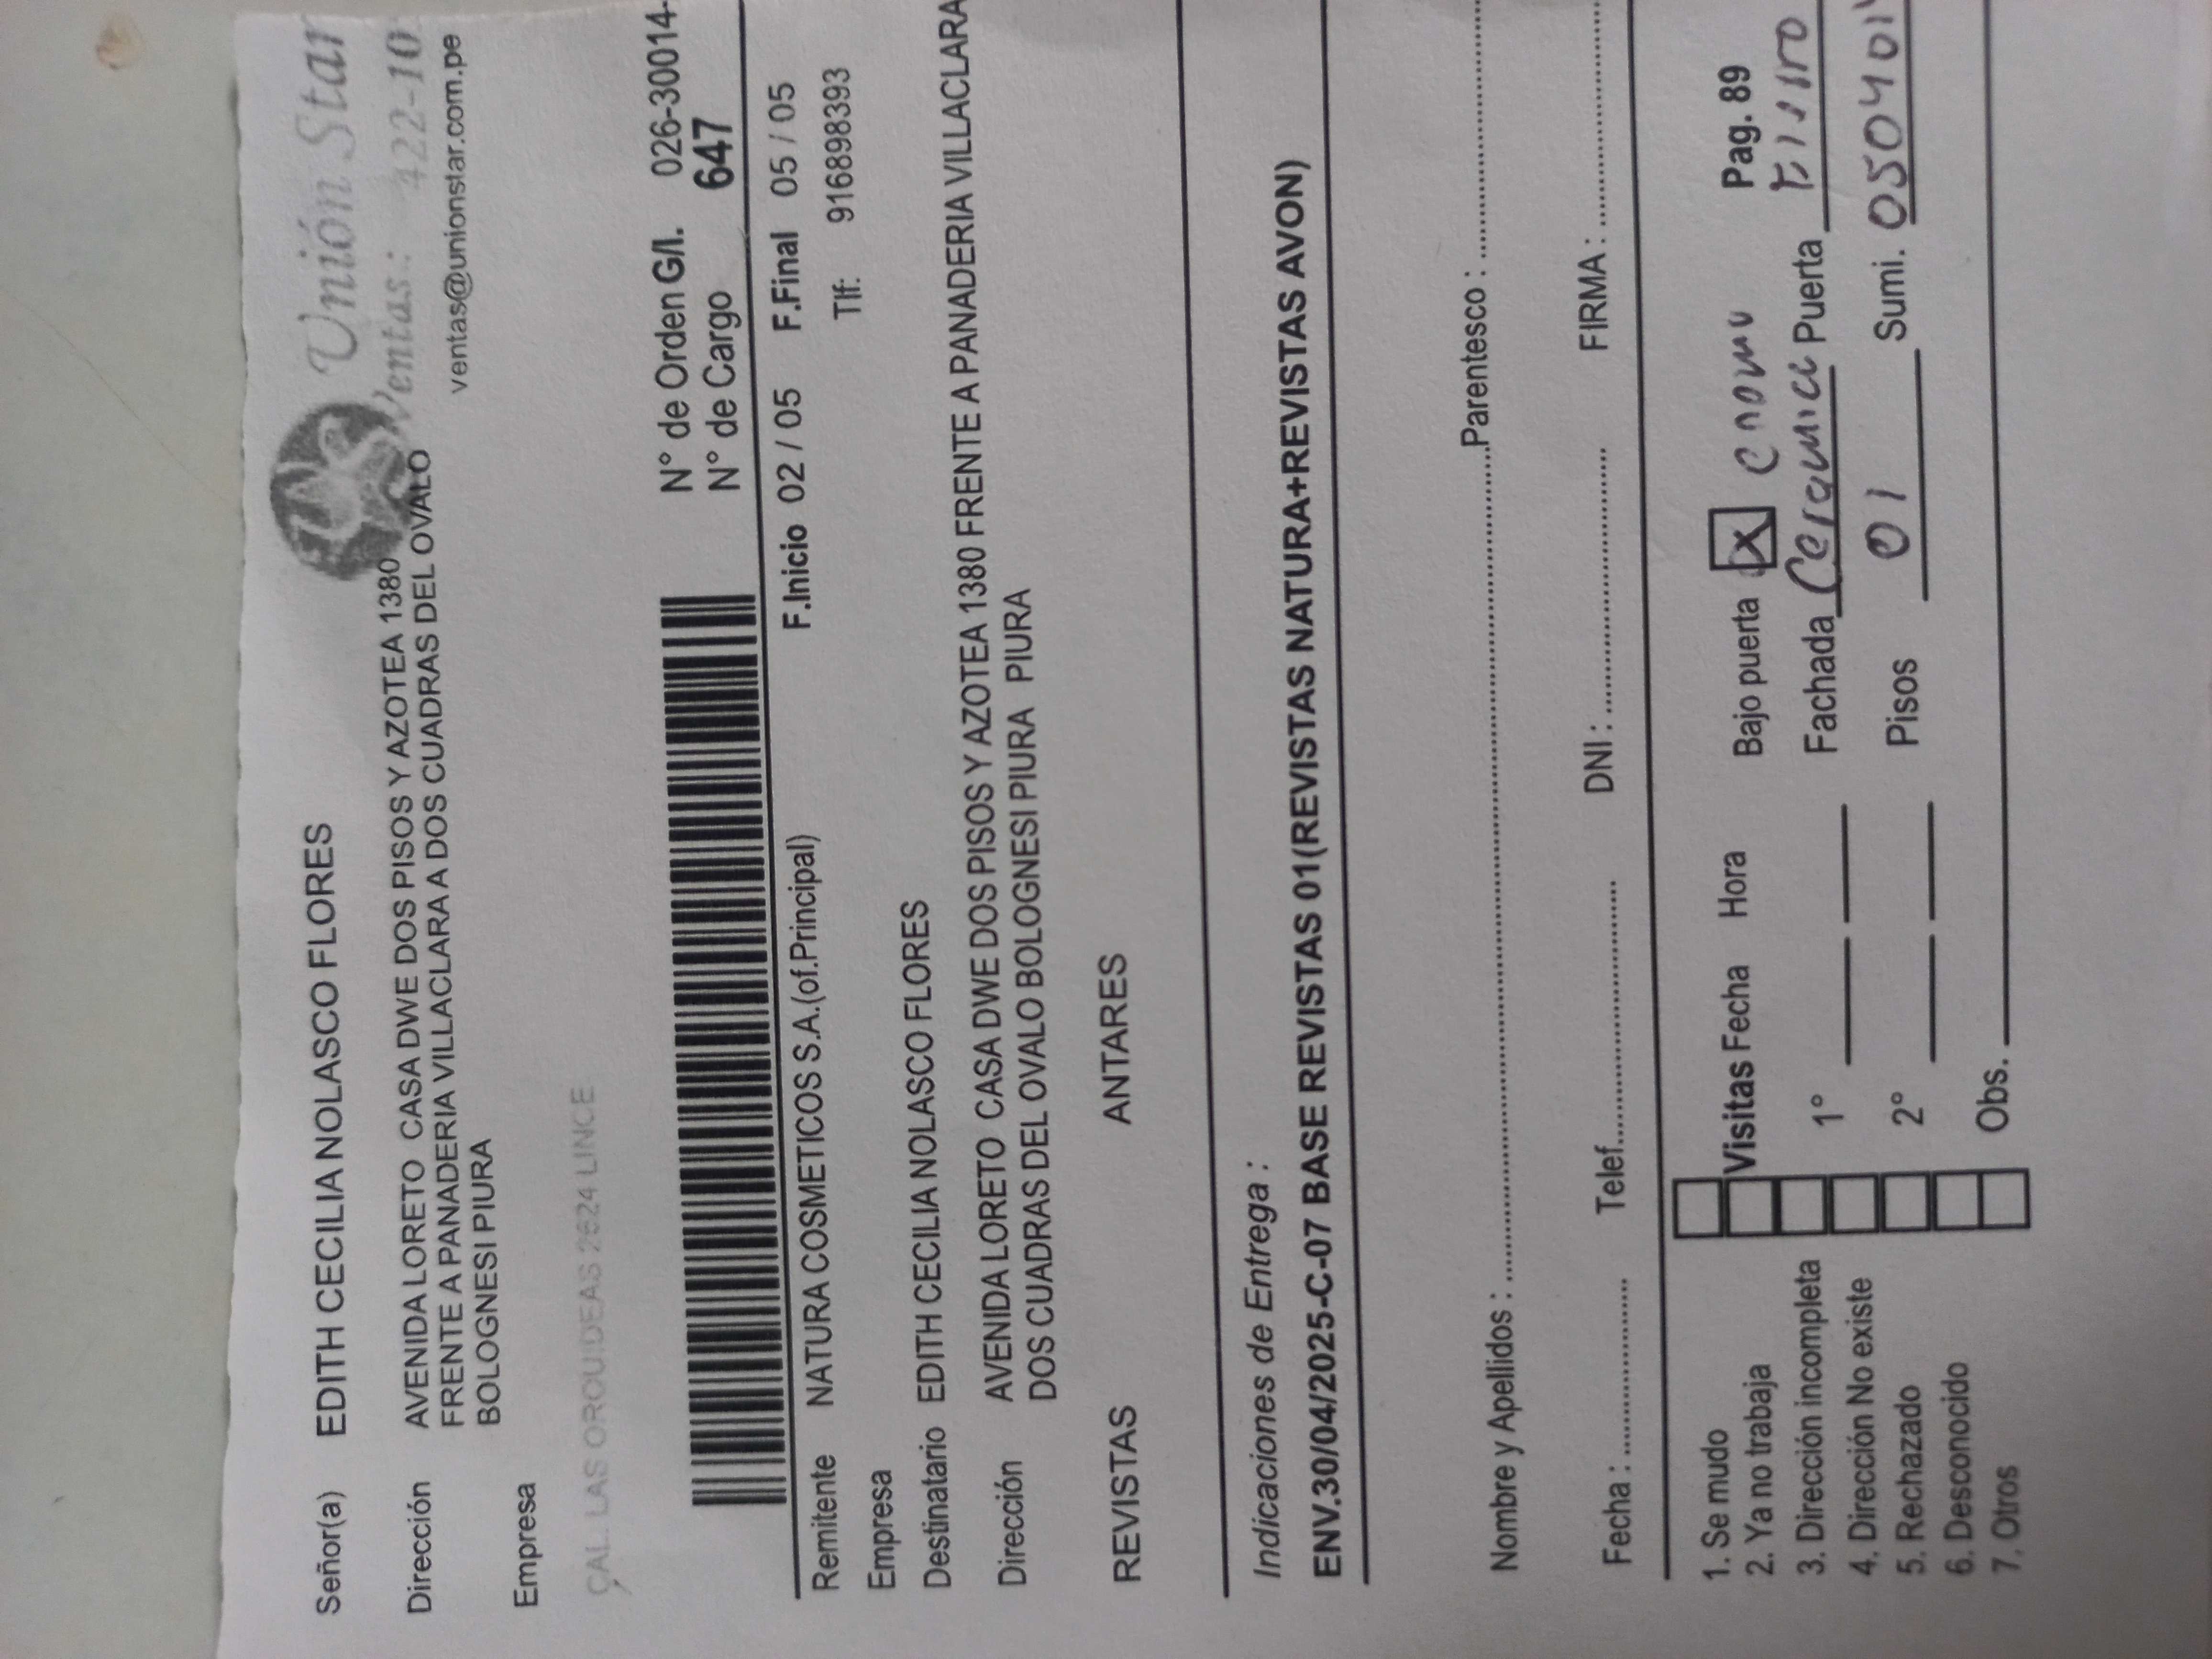 Unión Star
Ventas.: 422-10
ventas@unionstar.com.pe
Señor(a) EDITH CECILIA NOLASCO FLORES
Dirección AVENIDA LORETO CASA DWE DOS PISOS Y AZOTEA 1380
FRENTE A PANADERIA VILLACLARA A DOS CUADRAS DEL OVALO
BOLOGNESI PIURA
Empresa
CAL. LAS ORQUIDEAS 2624 LINCE
N° de Orden G/I. 026-30014-
N° de Cargo 647
F.Inicio 02 / 05 F.Final 05 / 05
Remitente NATURA COSMETICOS S.A.(of.Principal) Tlf: 916898393
Empresa
Destinatario EDITH CECILIA NOLASCO FLORES
Dirección AVENIDA LORETO CASA DWE DOS PISOS Y AZOTEA 1380 FRENTE A PANADERIA VILLACLARA
DOS CUADRAS DEL OVALO BOLOGNESI PIURA PIURA
REVISTAS ANTARES
Indicaciones de Entrega :
ENV.30/04/2025-C-07 BASE REVISTAS 01(REVISTAS NATURA+REVISTAS AVON)
Nombre y Apellidos : Parentesco :
Fecha : Telef. DNI : FIRMA :
1. Se mudo
2. Ya no trabaja
3. Dirección incompleta
4. Dirección No existe
5. Rechazado
6. Desconocido
7. Otros
Visitas Fecha Hora Bajo puerta X Pag. 89
1° Fachada Ceramica Puerta
2° Pisos 01 Sumi. 050401
Obs.